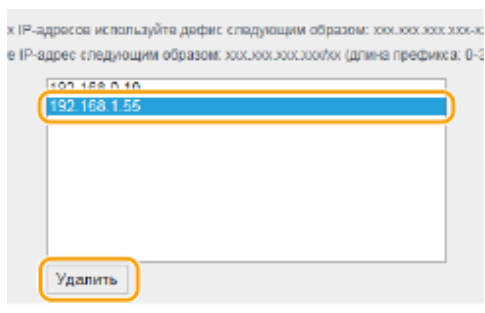 х IP-адресов используйте дефис следующим образом: xxx.xxx.xxx.xxx-x
е IP-адрес следующим образом: xxx.xxx.xxx.xxx/xx (длина префикса: 0-3
192.168.0.10
192.168.1.55
Удалить